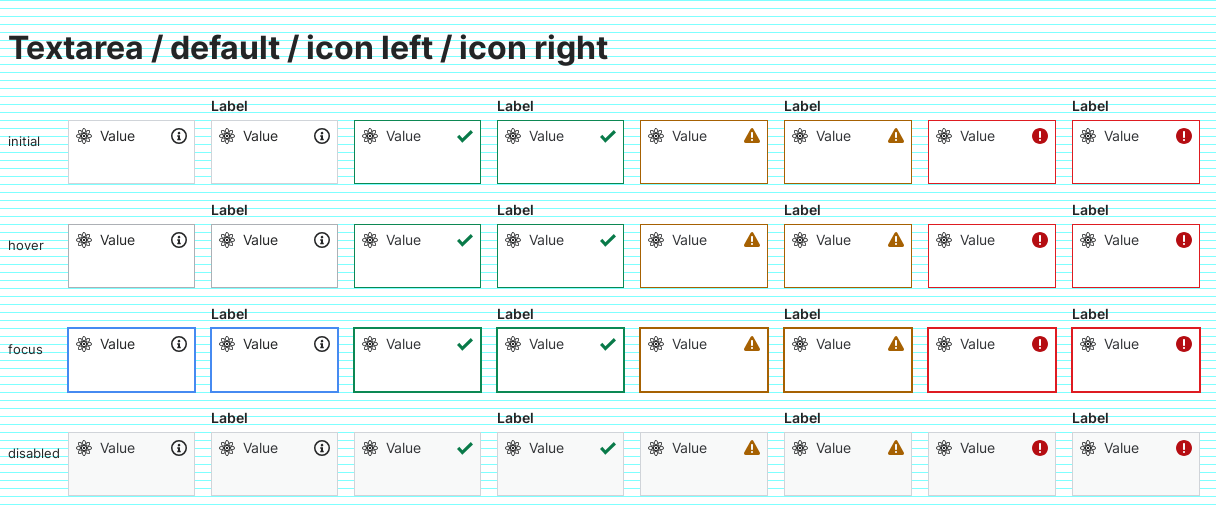 Textarea / default / icon left / icon right
Label Label Label Label
initial Value Value Value Value Value Value Value Value
Label Label Label Label
hover Value Value Value Value Value Value Value Value
Label Label Label Label
focus Value Value Value Value Value Value Value Value
Label Label Label Label
disabled Value Value Value Value Value Value Value Value